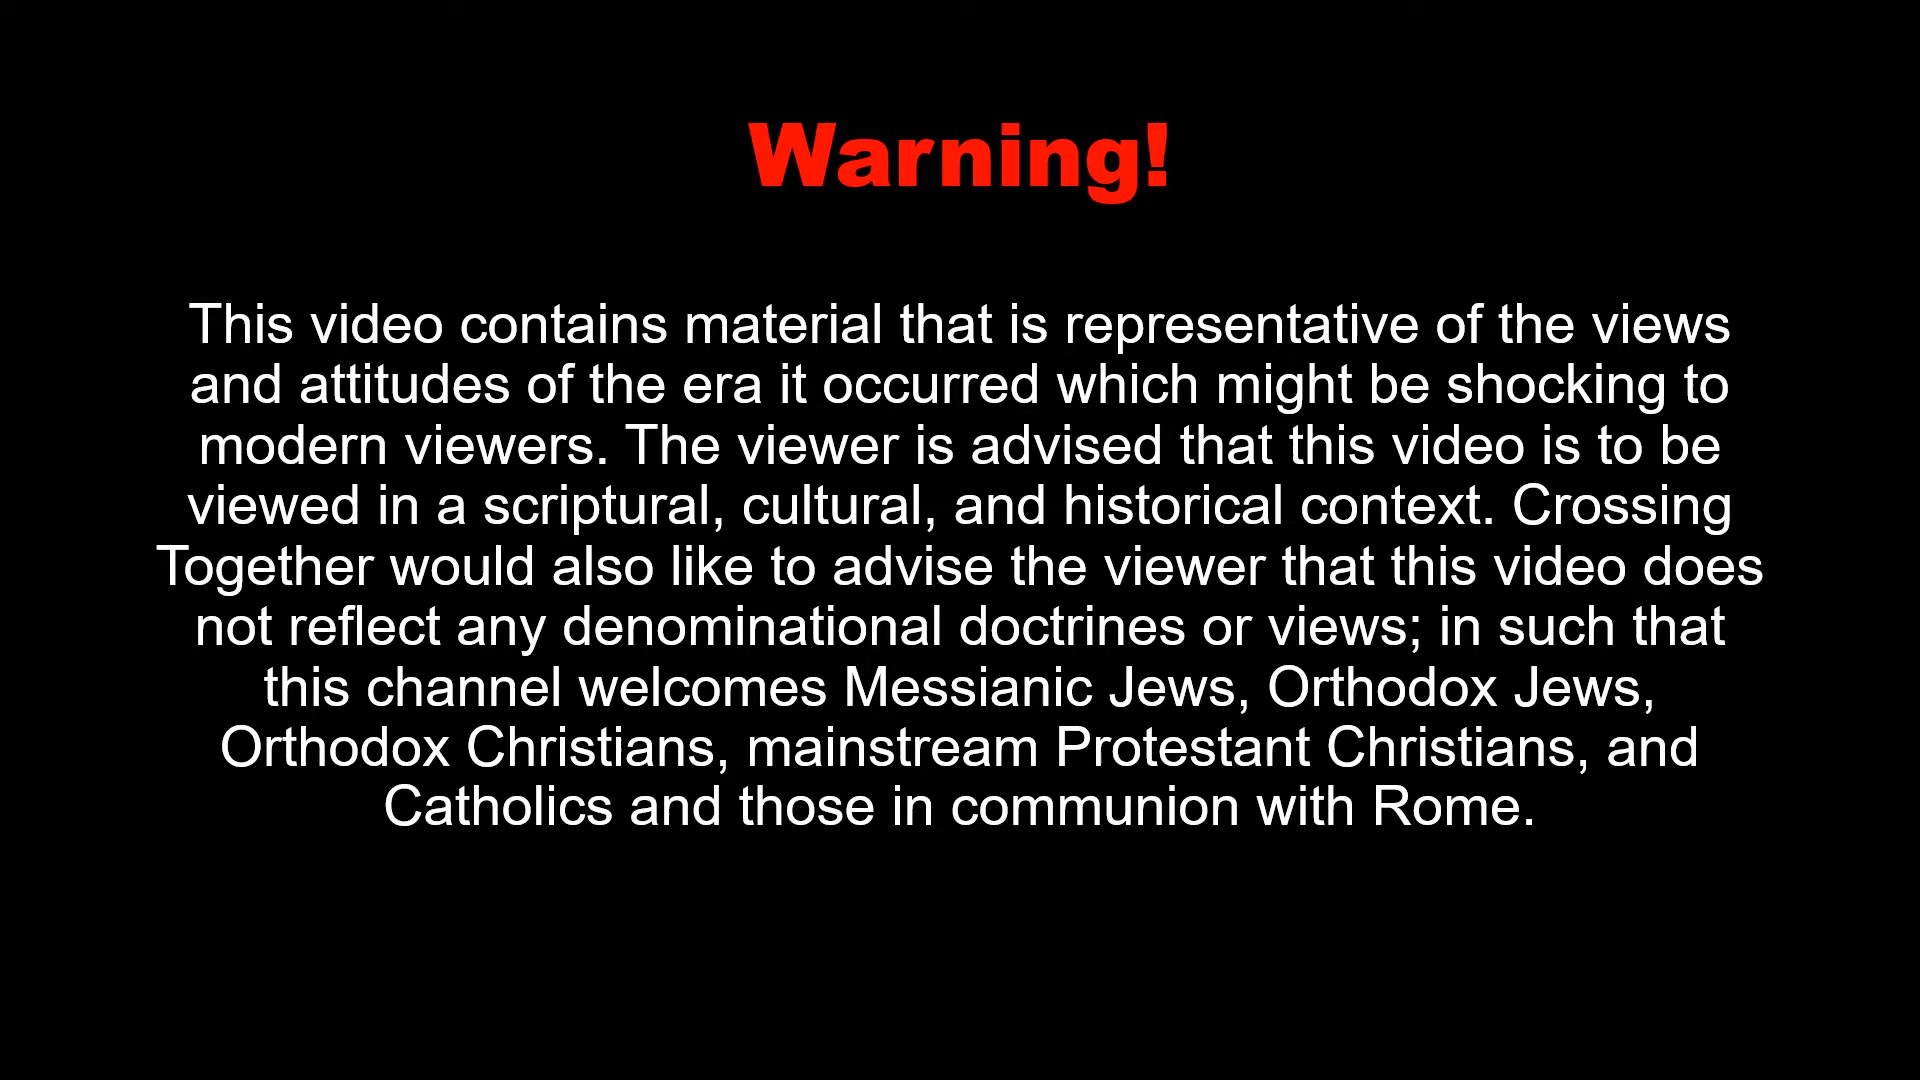 Warning!
This video contains material that is representative of the views
and attitudes of the era it occurred which might be shocking to
modern viewers. The viewer is advised that this video is to be
viewed in a scriptural, cultural, and historical context. Crossing
Together would also like to advise the viewer that this video does
not reflect any denominational doctrines or views; in such that
this channel welcomes Messianic Jews, Orthodox Jews,
Orthodox Christians, mainstream Protestant Christians, and
Catholics and those in communion with Rome.